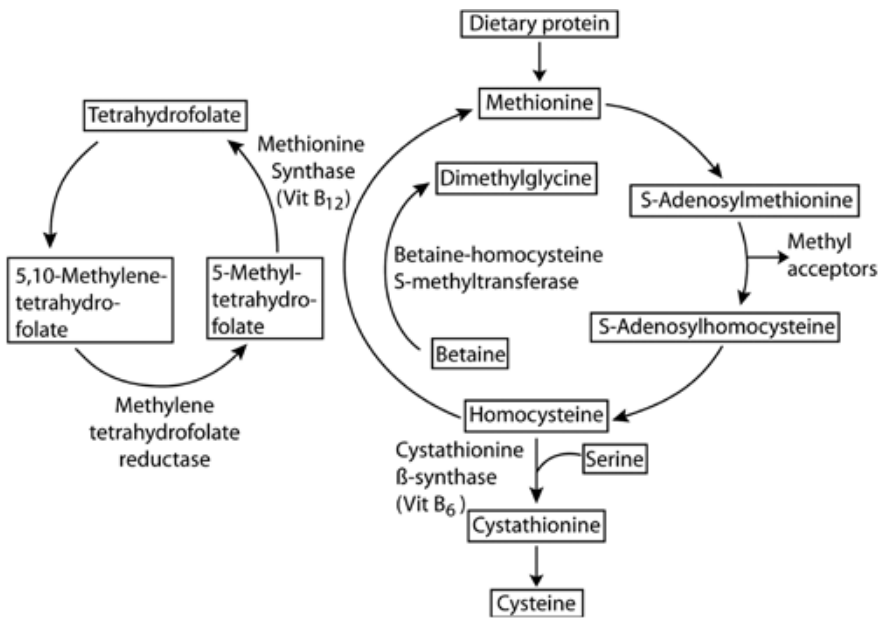 Dietary protein
Methionine
Tetrahydrofolate
Methionine
Synthase
(Vit B12)
Dimethylglycine
S-Adenosylmethionine
Methyl
acceptors
5,10-Methylene-
tetrahydro-
folate
5-Methyl-
tetrahydro-
folate
Betaine-homocysteine
S-methyltransferase
S-Adenosylhomocysteine
Betaine
Methylene
tetrahydrofolate
reductase
Homocysteine
Cystathionine
ß-synthase
(Vit B6)
Serine
Cystathionine
Cysteine